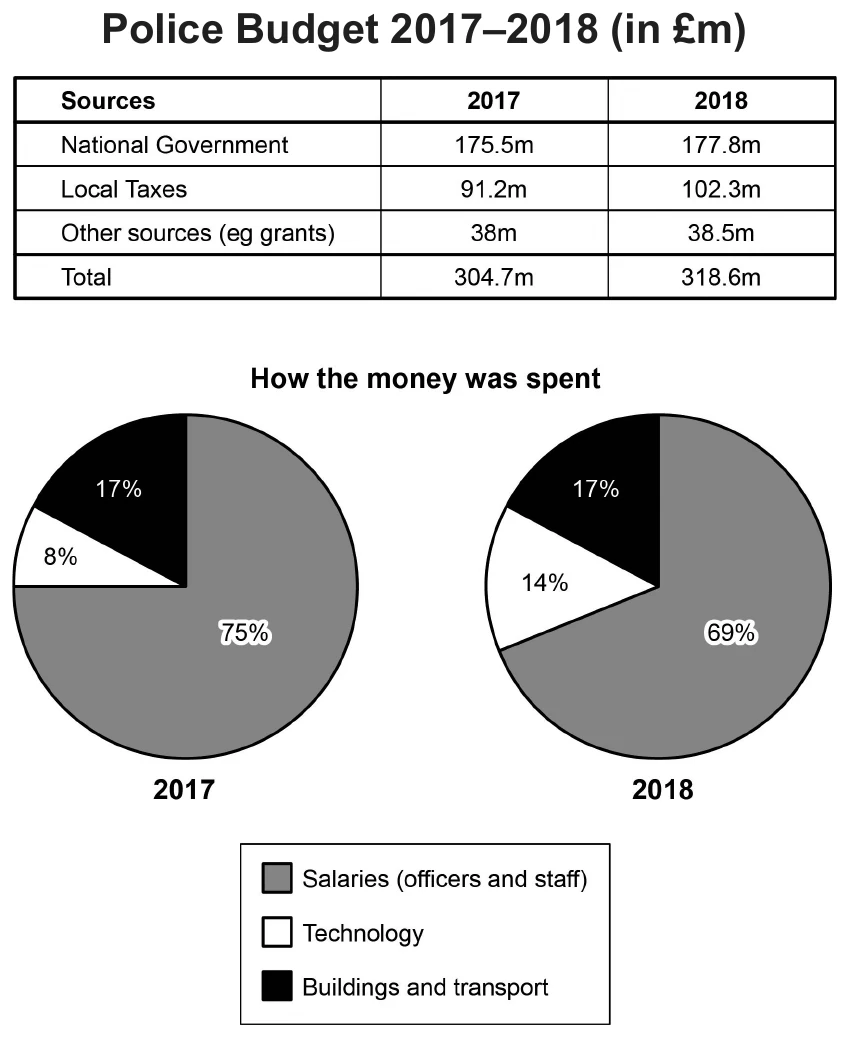 Police Budget 2017–2018 (in £m)
Sources 2017 2018
National Government 175.5m 177.8m
Local Taxes 91.2m 102.3m
Other sources (eg grants) 38m 38.5m
Total 304.7m 318.6m
How the money was spent
17%
8%
75%
2017
17%
14%
69%
2018
Salaries (officers and staff)
Technology
Buildings and transport